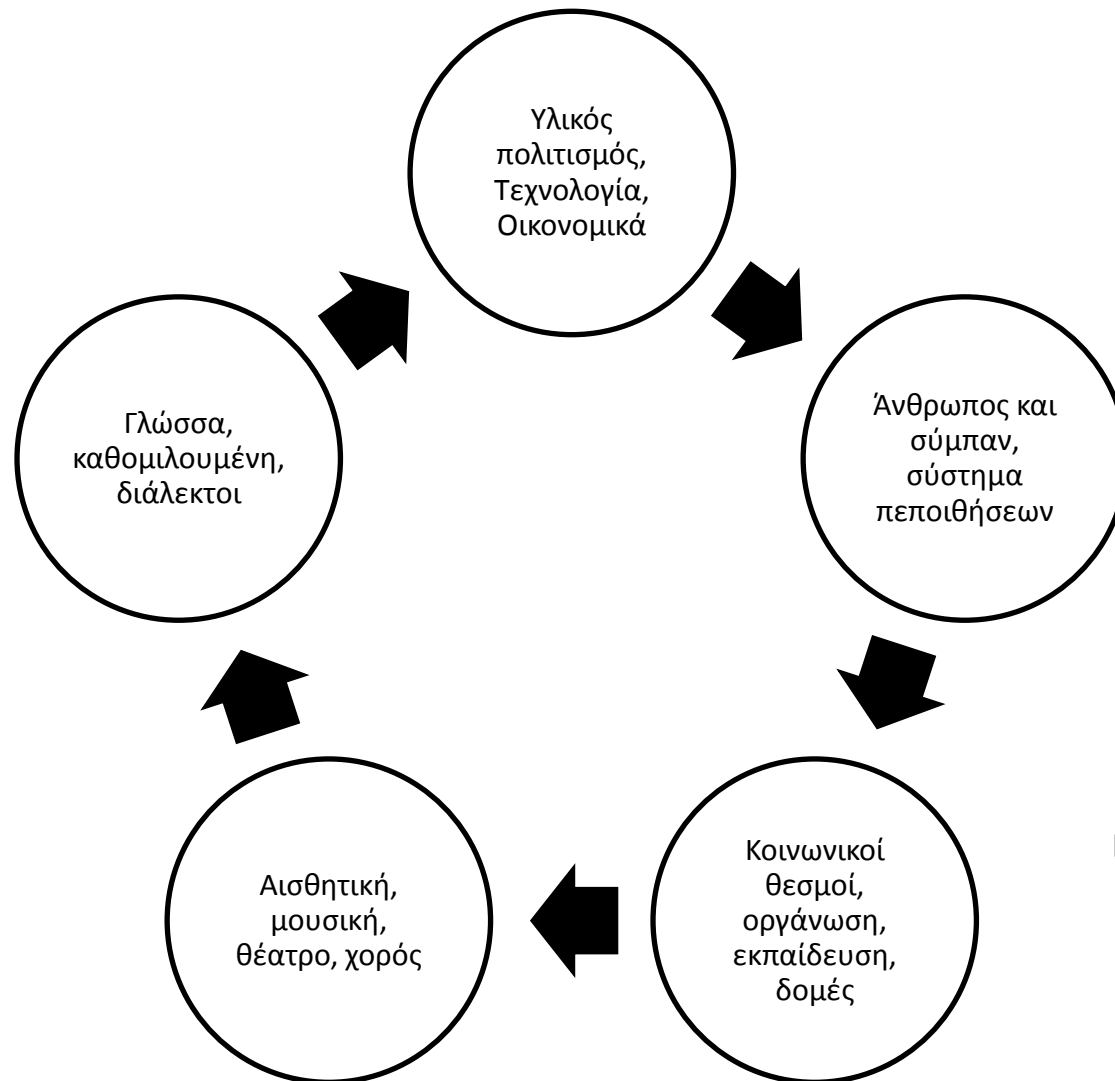 Υλικός
πολιτισμός,
Τεχνολογία,
Οικονομικά
Άνθρωπος και
σύμπαν,
σύστημα
πεποιθήσεων
Κοινωνικοί
θεσμοί,
οργάνωση,
εκπαίδευση,
δομές
Αισθητική,
μουσική,
θέατρο, χορός
Γλώσσα,
καθομιλουμένη,
διάλεκτοι